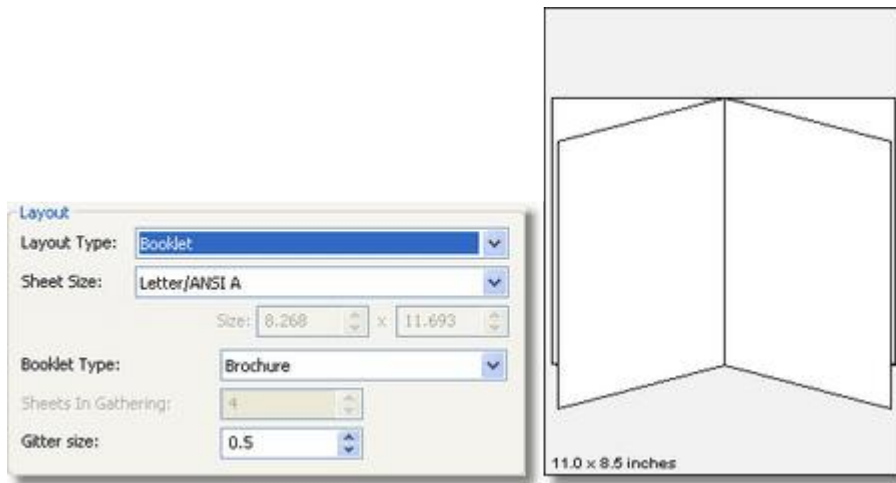 Layout
Layout Type: Booklet
Sheet Size: Letter/ANSI A
Size: 8.268 x 11.693
Booklet Type: Brochure
Sheets In Gathering: 4
Gitter size: 0.5
11.0 x 8.5 inches